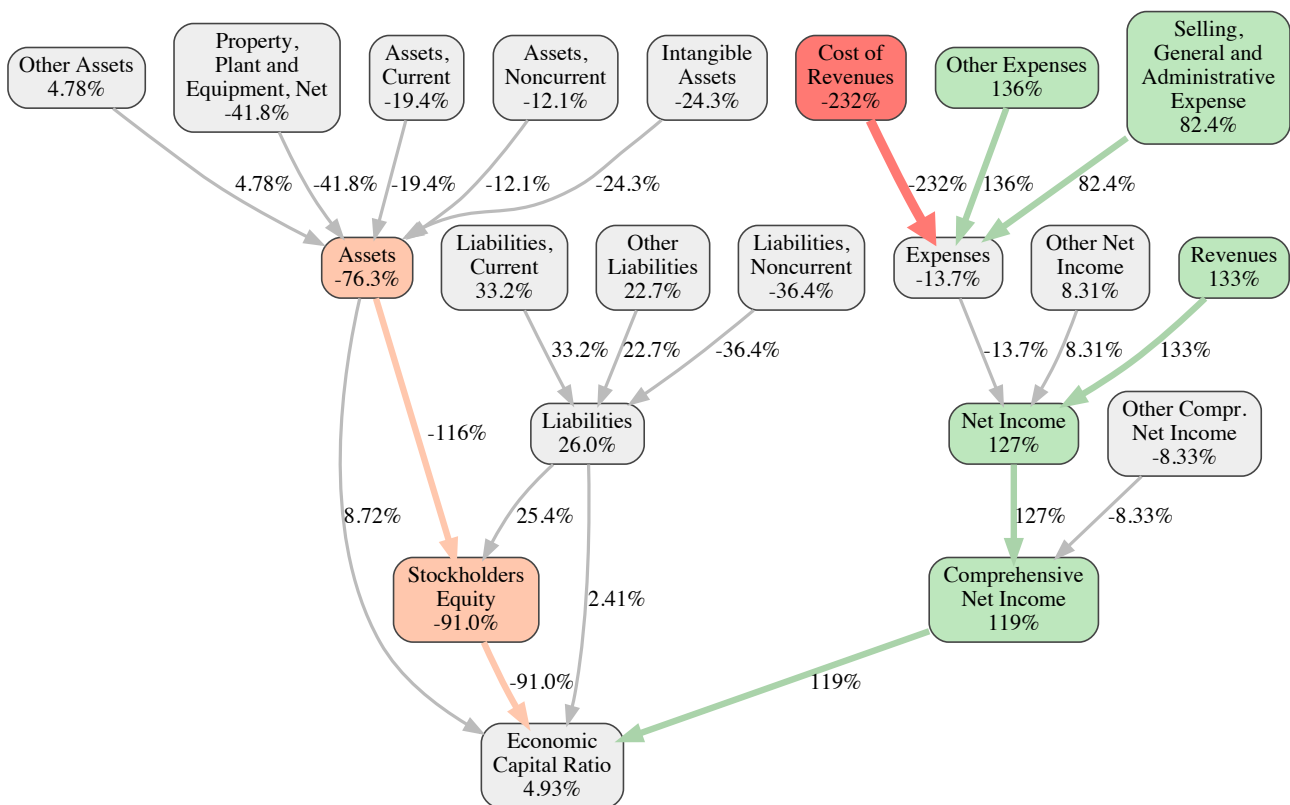 Other Assets
4.78%
Property,
Plant and
Equipment, Net
-41.8%
Assets,
Current
-19.4%
Assets,
Noncurrent
-12.1%
Intangible
Assets
-24.3%
Cost of
Revenues
-232%
Other Expenses
136%
Selling,
General and
Administrative
Expense
82.4%
4.78%
-41.8%
-19.4%
-12.1%
-24.3%
-232%
136%
82.4%
Assets
-76.3%
Liabilities,
Current
33.2%
Other
Liabilities
22.7%
Liabilities,
Noncurrent
-36.4%
Expenses
-13.7%
Other Net
Income
8.31%
Revenues
133%
33.2%
22.7%
-36.4%
-13.7%
8.31%
133%
-116%
Liabilities
26.0%
Net Income
127%
Other Compr.
Net Income
-8.33%
8.72%
25.4%
127%
-8.33%
Stockholders
Equity
-91.0%
2.41%
Comprehensive
Net Income
119%
-91.0%
119%
Economic
Capital Ratio
4.93%